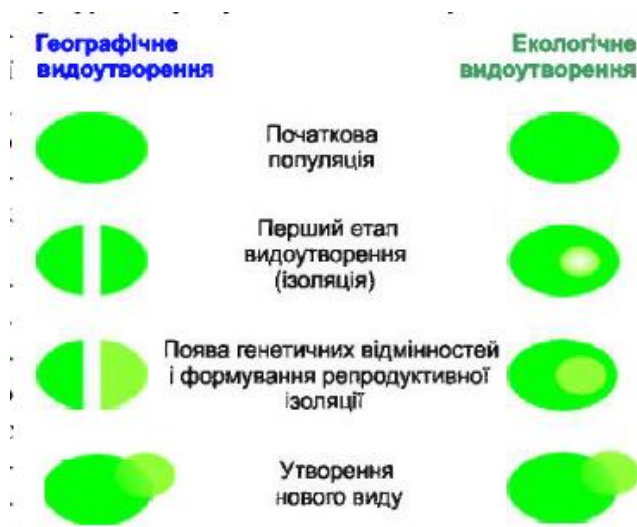 Географічне
видоутворення
Екологічне
видоутворення
Початкова
популяція
Перший етап
видоутворення
(ізоляція)
Поява генетичних відмінностей
і формування репродуктивної
ізоляції
Утворення
нового виду